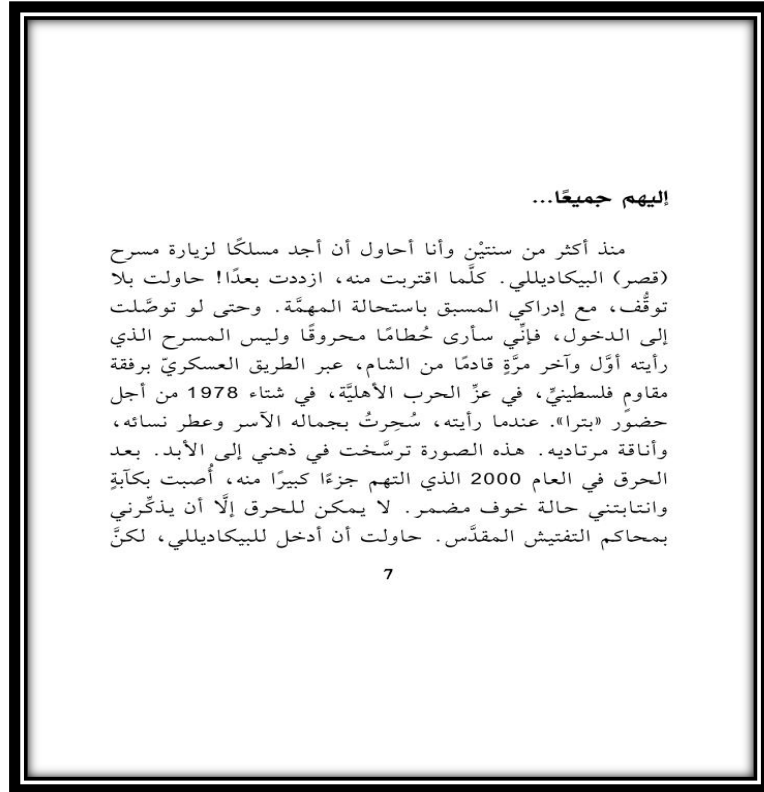 إليهم جميعًا...
منذ أكثر من سنتيْن وأنا أحاول أن أجد مسلكًا لزيارة مسرح
(قصر) البيكاديللي. كلَّما اقتربت منه، ازددت بعدًا! حاولت بلا
توقُّف، مع إدراكي المسبق باستحالة المهمَّة. وحتى لو توصَّلت
إلى الدخول، فإنِّي سأرى حُطامًا محروقًا وليس المسرح الذي
رأيته أوَّل وآخر مرَّةٍ قادمًا من الشام، عبر الطريق العسكريّ برفقة
مقاومٍ فلسطينيٍّ، في عزِّ الحرب الأهليَّة، في شتاء 1978 من أجل
حضور «بترا». عندما رأيته، سُحِرتُ بجماله الآسر وعطر نسائه،
وأناقة مرتاديه. هذه الصورة ترسَّخت في ذهني إلى الأبد. بعد
الحرق في العام 2000 الذي التهم جزءًا كبيرًا منه، أُصبت بكآبةٍ
وانتابتني حالة خوف مضمر. لا يمكن للحرق إلَّا أن يذكِّرني
بمحاكم التفتيش المقدَّس. حاولت أن أدخل للبيكاديللي، لكنَّ
7